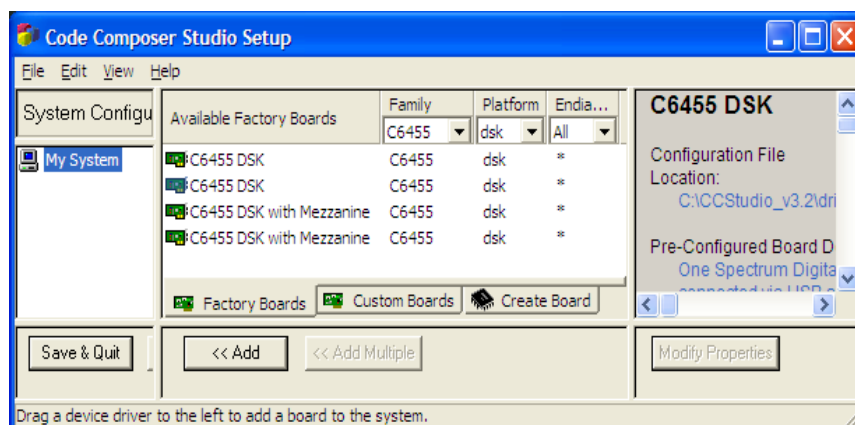 Code Composer Studio Setup
File Edit View Help
System Configu
My System
Save & Quit
Available Factory Boards
Family
Platform
Endia...
C6455
dsk
All
C6455 DSK C6455 dsk *
C6455 DSK C6455 dsk *
C6455 DSK with Mezzanine C6455 dsk *
C6455 DSK with Mezzanine C6455 dsk *
Factory Boards
Custom Boards
Create Board
<< Add
<< Add Multiple
C6455 DSK
Configuration File
Location:
C:\CCStudio_v3.2\dri
Pre-Configured Board D
One Spectrum Digita
Modify Properties
Drag a device driver to the left to add a board to the system.